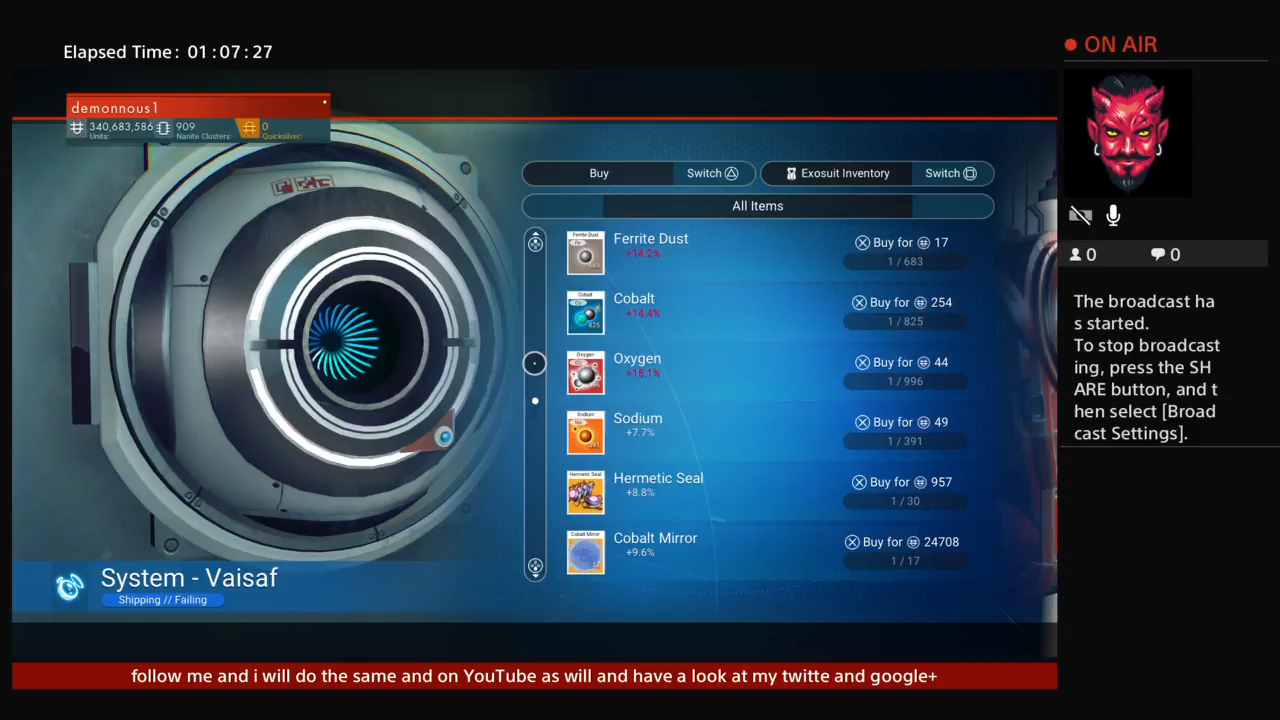 Elapsed Time: 01:07:27
ON AIR
demonnous1
340,683,586
Units:
909
Nanite Clusters:
0
Quicksilver:
Buy
Switch
Exosuit Inventory
Switch
All Items
Ferrite Dust
+14.2%
Buy for 17
1 / 683
Cobalt
+14.4%
Buy for 254
1 / 825
Oxygen
+15.1%
Buy for 44
1 / 996
Sodium
+7.7%
Buy for 49
1 / 391
Hermetic Seal
+8.8%
Buy for 957
1 / 30
Cobalt Mirror
+9.6%
Buy for 24708
1 / 17
System - Vaisaf
Shipping // Failing
0
0
The broadcast ha
s started.
To stop broadcast
ing, press the SH
ARE button, and t
hen select [Broad
cast Settings].
follow me and i will do the same and on YouTube as will and have a look at my twitte and google+